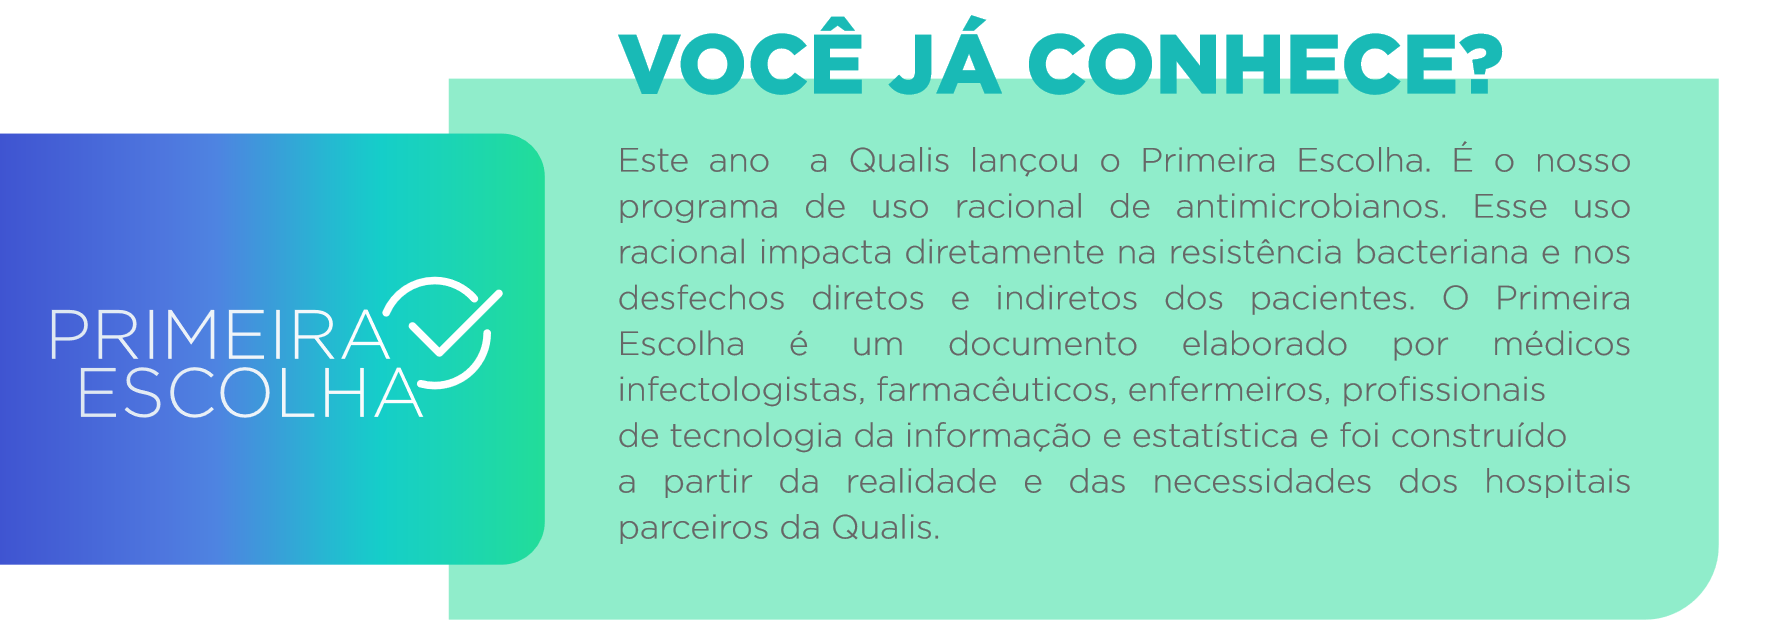 VOCÊ JÁ CONHECE?
PRIMEIRA
ESCOLHA
Este ano a Qualis lançou o Primeira Escolha. É o nosso
programa de uso racional de antimicrobianos. Esse uso
racional impacta diretamente na resistência bacteriana e nos
desfechos diretos e indiretos dos pacientes. O Primeira
Escolha é um documento elaborado por médicos
infectologistas, farmacêuticos, enfermeiros, profissionais
de tecnologia da informação e estatística e foi construído
a partir da realidade e das necessidades dos hospitais
parceiros da Qualis.